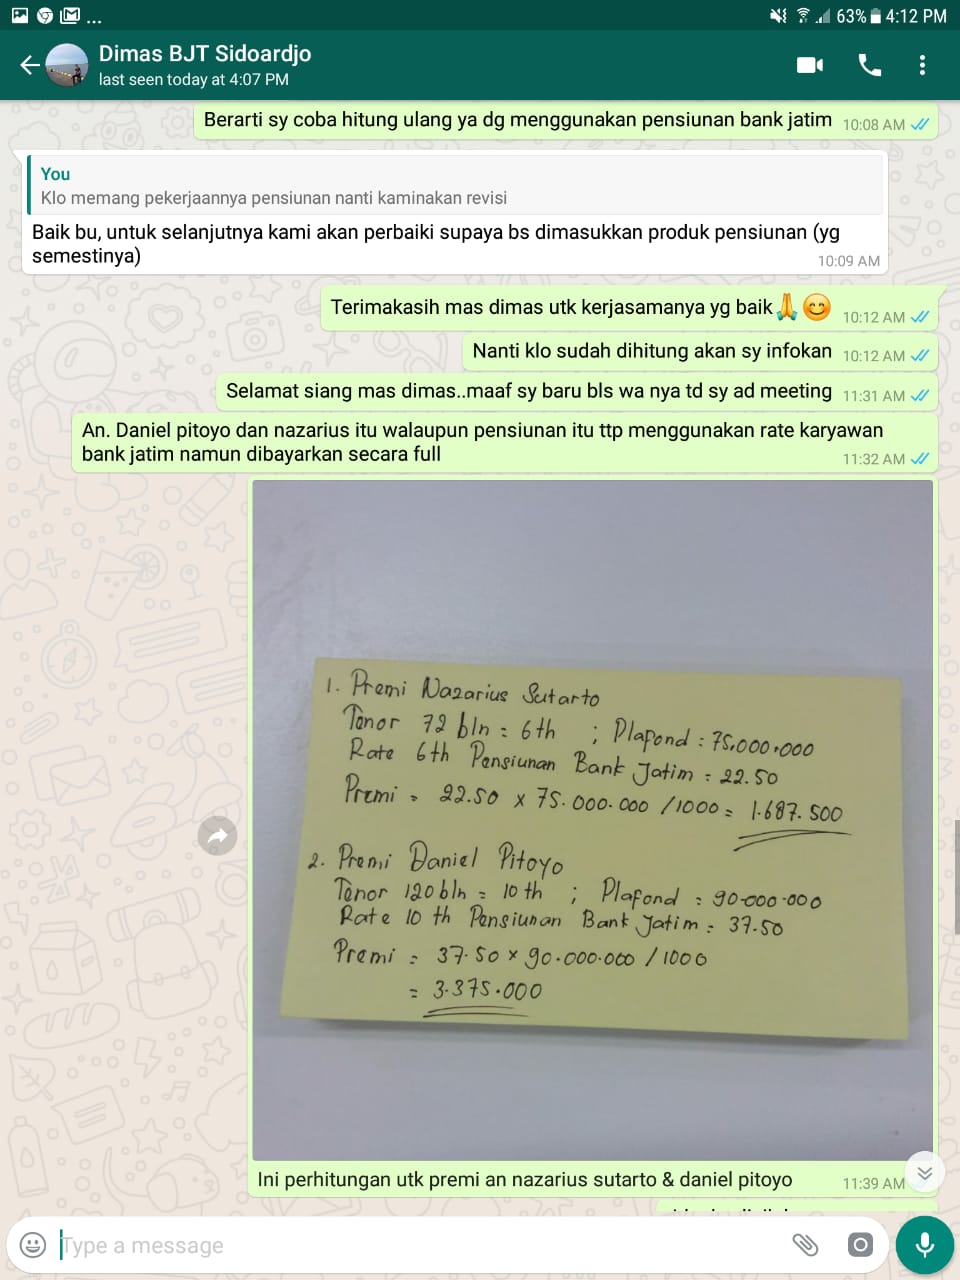 63% 4:12 PM
Dimas BJT Sidoardjo
last seen today at 4:07 PM
Berarti sy coba hitung ulang ya dg menggunakan pensiunan bank jatim 10:08 AM
You
Klo memang pekerjaannya pensiunan nanti kaminakan revisi
Baik bu, untuk selanjutnya kami akan perbaiki supaya bs dimasukkan produk pensiunan (yg
semestinya) 10:09 AM
Terimakasih mas dimas utk kerjasamanya yg baik🙏😊 10:12 AM
Nanti klo sudah dihitung akan sy infokan 10:12 AM
Selamat siang mas dimas..maaf sy baru bls wa nya td sy ad meeting 11:31 AM
An. Daniel pitoyo dan nazarius itu walaupun pensiunan itu ttp menggunakan rate karyawan
bank jatim namun dibayarkan secara full 11:32 AM
1. Premi Nazarius Sutarto
Tenor 72 bln = 6th ; Plafond : 75.000.000
Rate 6th Pensiunan Bank Jatim = 22.50
Premi = 22.50 x 75.000.000 /1000 = 1.687.500
2. Premi Daniel Pitoyo
Tenor 120 bln = 10 th ; Plafond : 90.000.000
Rate 10 th Pensiunan Bank Jatim = 37.50
Premi = 37.50 x 90.000.000 / 1000
= 3.375.000
Ini perhitungan utk premi an nazarius sutarto & daniel pitoyo 11:39 AM
Type a message